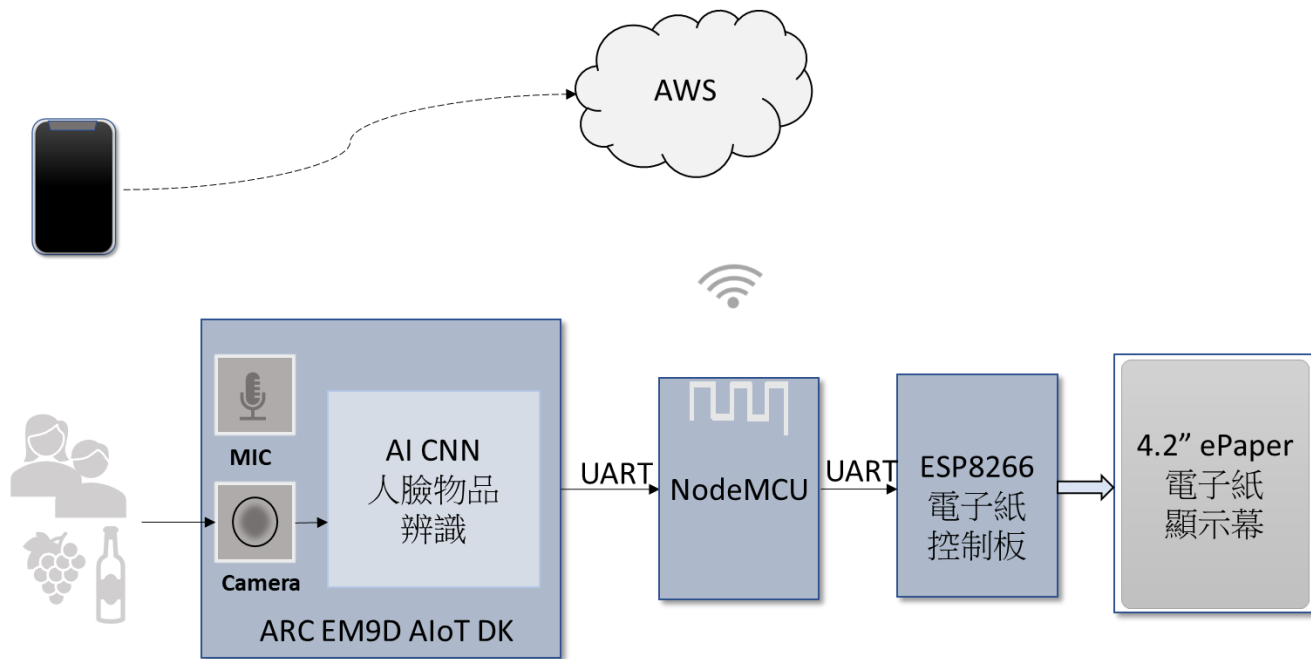 AWS
MIC
Camera
AI CNN
人臉物品
辨識
ARC EM9D AIoT DK
UART
NodeMCU
UART
ESP8266
電子紙
控制板
4.2” ePaper
電子紙
顯示幕